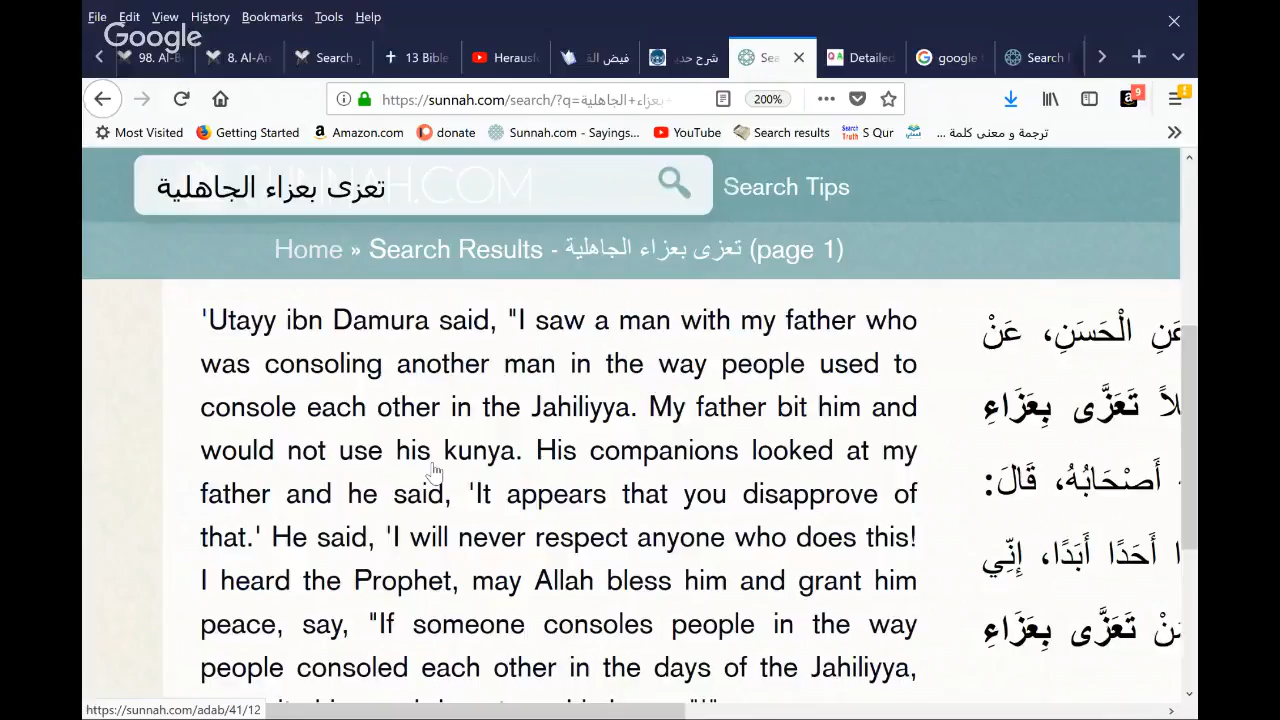 File Edit View History Bookmarks Tools Help
Google
98. Al-B
8. Al-An
Search
13 Bible
Herausf
فيض الق
شرح حدي
Sea
Detailed
google
Search R
https://sunnah.com/search/?q=بعزاء+الجاهلية
200%
9
Most Visited Getting Started Amazon.com donate Sunnah.com - Sayings... YouTube Search results S Qur ترجمة و معنى كلمة ...
تعزى بعزاء الجاهلية
Search Tips
Home » Search Results - تعزى بعزاء الجاهلية (page 1)
'Utayy ibn Damura said, "I saw a man with my father who
was consoling another man in the way people used to
console each other in the Jahiliyya. My father bit him and
would not use his kunya. His companions looked at my
father and he said, 'It appears that you disapprove of
that.' He said, 'I will never respect anyone who does this!
I heard the Prophet, may Allah bless him and grant him
peace, say, "If someone consoles people in the way
people consoled each other in the days of the Jahiliyya,
عَنِ الْحَسَنِ، عَنْ
تَعَزَّى بِعَزَاءِ
أَصْحَابُهُ، قَالَ:
أَحَدًا أَبَدًا، إِنِّي
تَعَزَّى بِعَزَاءِ
https://sunnah.com/adab/41/12